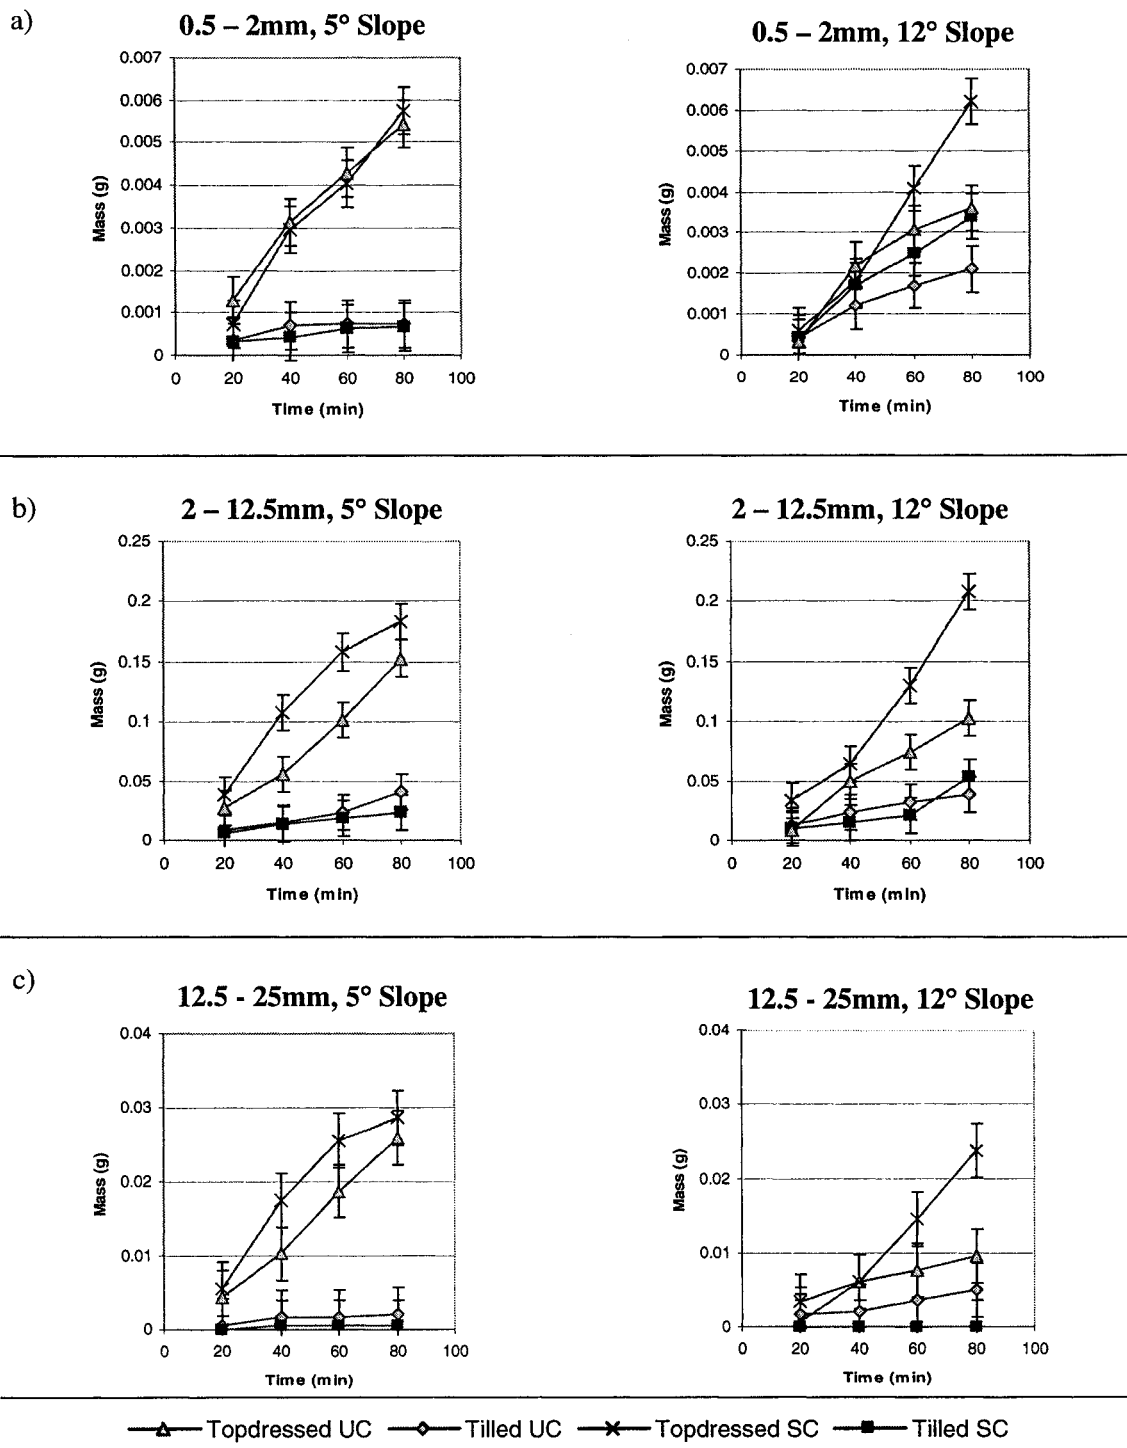 a)
0.5 – 2mm, 5° Slope
0.007
0.006
0.005
0.004
0.003
0.002
0.001
0
Mass (g)
0 20 40 60 80 100
Time (min)
0.5 – 2mm, 12° Slope
0.007
0.006
0.005
0.004
0.003
0.002
0.001
0
Mass (g)
0 20 40 60 80 100
Time (min)
b)
2 – 12.5mm, 5° Slope
0.25
0.2
0.15
0.1
0.05
0
Mass (g)
0 20 40 60 80 100
Time (min)
2 – 12.5mm, 12° Slope
0.25
0.2
0.15
0.1
0.05
0
Mass (g)
0 20 40 60 80 100
Time (min)
c)
12.5 - 25mm, 5° Slope
0.04
0.03
0.02
0.01
0
Mass (g)
0 20 40 60 80 100
Time (min)
12.5 - 25mm, 12° Slope
0.04
0.03
0.02
0.01
0
Mass (g)
0 20 40 60 80 100
Time (min)
Topdressed UC Tilled UC Topdressed SC Tilled SC